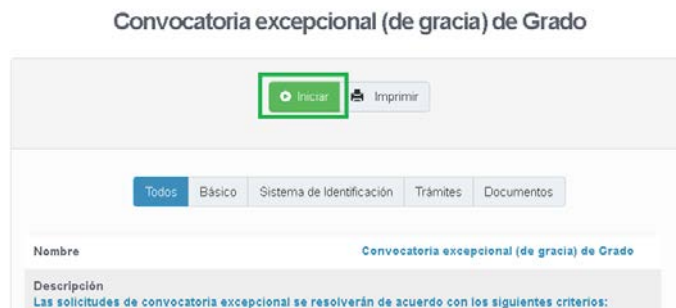 Convocatoria excepcional (de gracia) de Grado
Iniciar Imprimir
Todos Básico Sistema de Identificación Trámites Documentos
Nombre Convocatoria excepcional (de gracia) de Grado
Descripción
Las solicitudes de convocatoria excepcional se resolverán de acuerdo con los siguientes criterios: